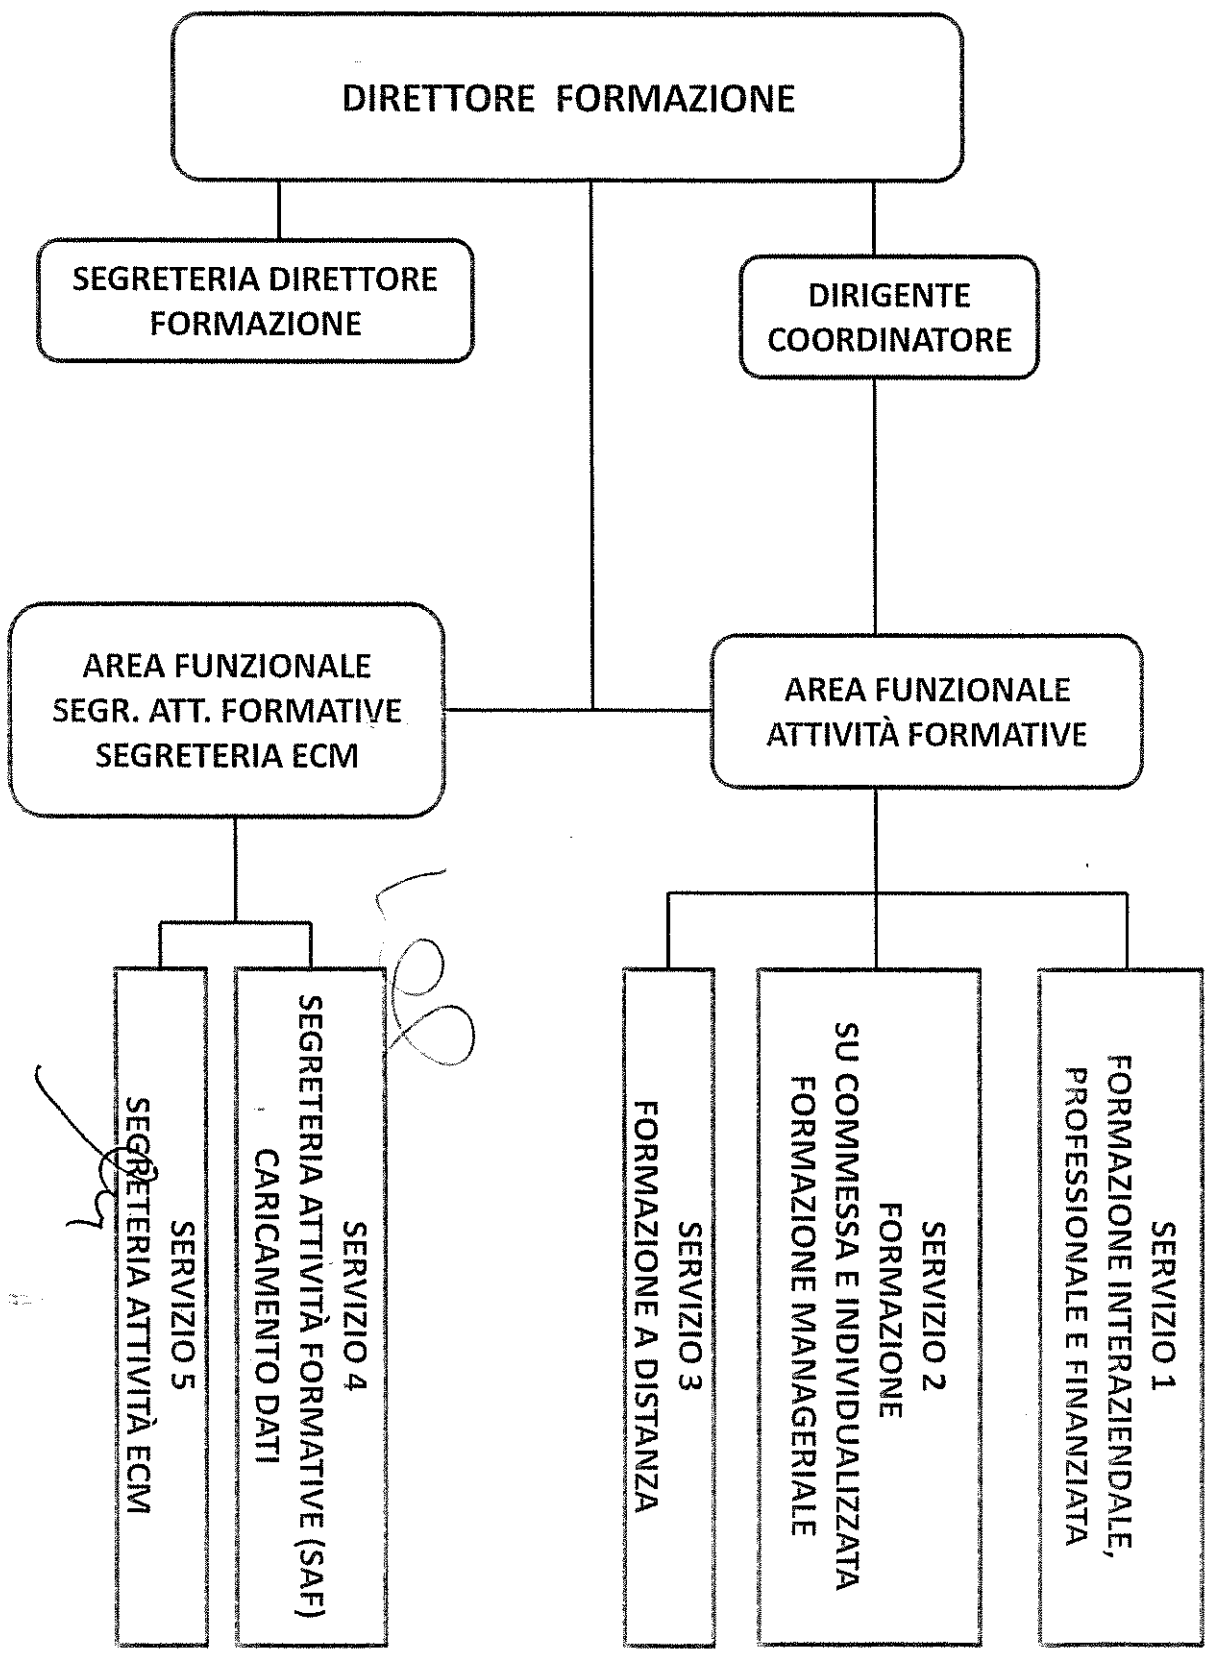 DIRETTORE FORMAZIONE
SEGRETERIA DIRETTORE
FORMAZIONE
DIRIGENTE
COORDINATORE
AREA FUNZIONALE
SEGR. ATT. FORMATIVE
SEGRETERIA ECM
AREA FUNZIONALE
ATTIVITÀ FORMATIVE
SERVIZIO 5
SEGRETERIA ATTIVITÀ ECM
SERVIZIO 4
SEGRETERIA ATTIVITÀ FORMATIVE (SAF)
CARICAMENTO DATI
SERVIZIO 3
FORMAZIONE A DISTANZA
SERVIZIO 2
FORMAZIONE
SU COMMESSA E INDIVIDUALIZZATA
FORMAZIONE MANAGERIALE
SERVIZIO 1
FORMAZIONE INTERAZIENDALE,
PROFESSIONALE E FINANZIATA